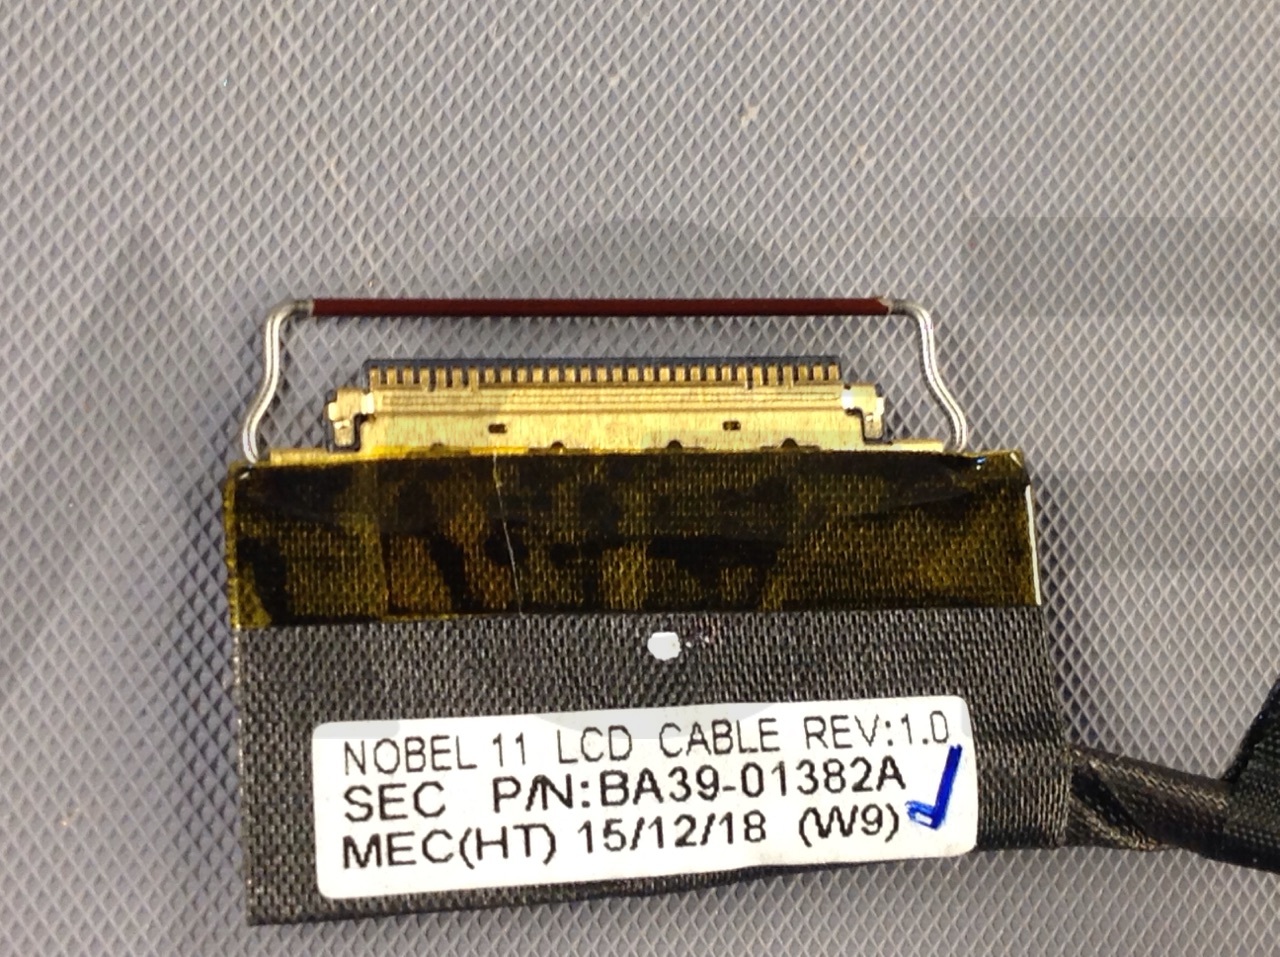 NOBEL 11 LCD CABLE REV:1.0
SEC P/N:BA39-01382A
MEC(HT) 15/12/18 (W9)